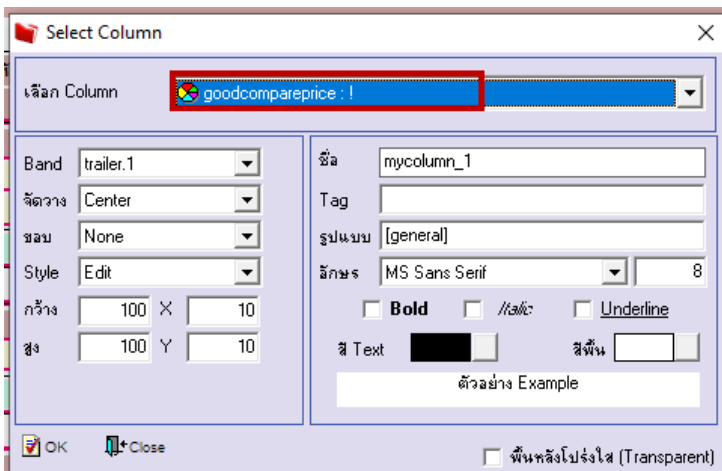 Select Column
เลือก Column goodcompareprice : !
Band trailer.1
จัดวาง Center
ขอบ None
Style Edit
กว้าง 100 X 10
สูง 100 Y 10
ชื่อ mycolumn_1
Tag
รูปแบบ [general]
อักษร MS Sans Serif 8
Bold Italic Underline
สี Text สีพื้น
ตัวอย่าง Example
OK Close
พื้นหลังโปร่งใส (Transparent)